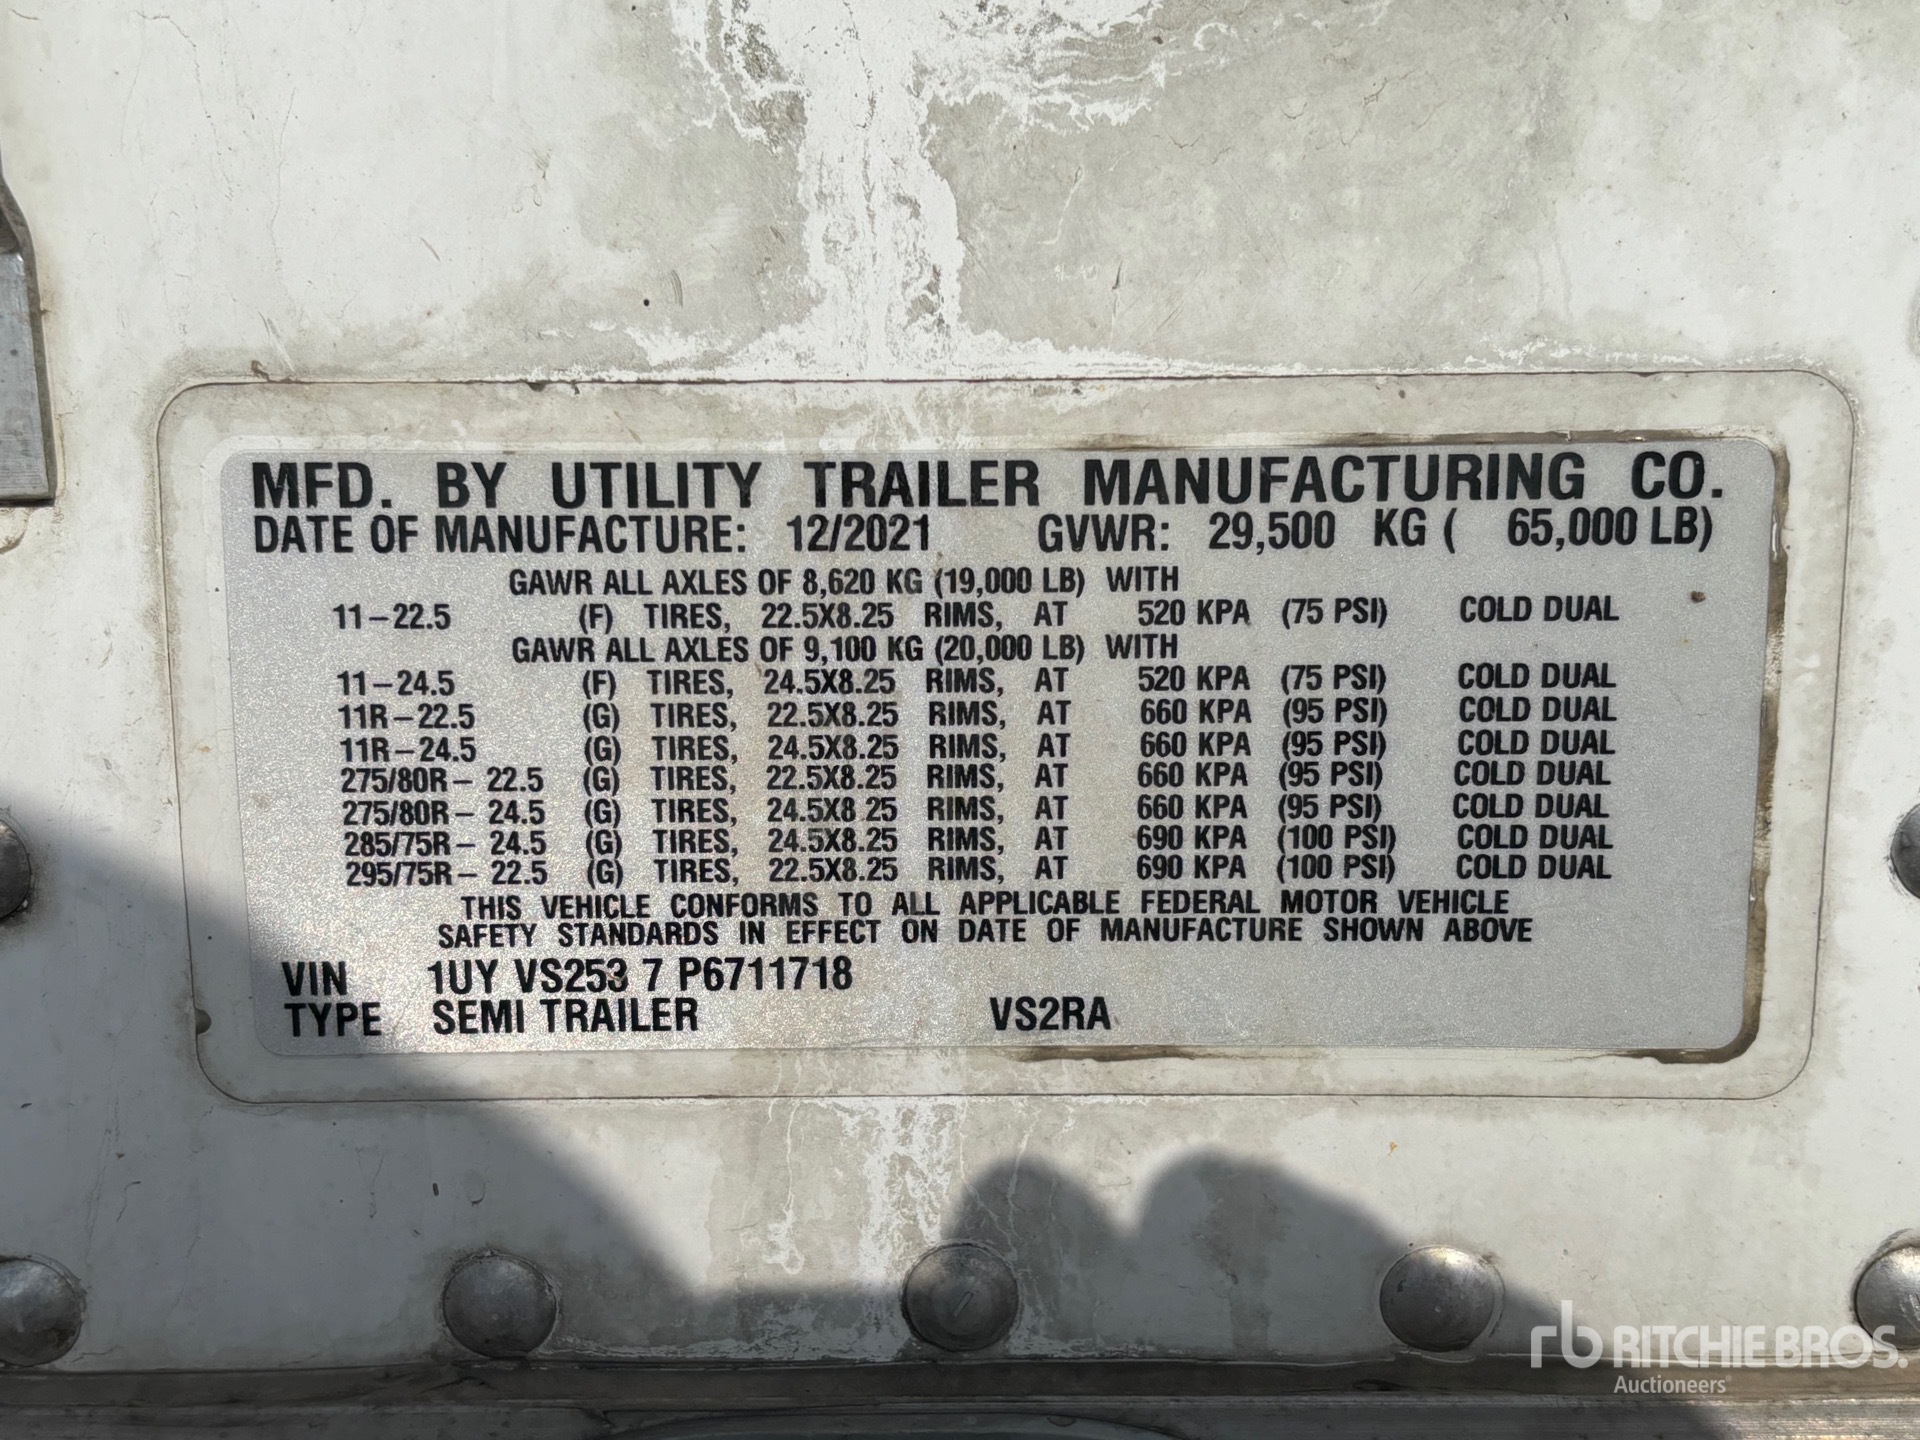 MFD. BY UTILITY TRAILER MANUFACTURING CO.
DATE OF MANUFACTURE: 12/2021 GVWR: 29,500 KG ( 65,000 LB)
GAWR ALL AXLES OF 8,620 KG (19,000 LB) WITH
11-22.5 (F) TIRES, 22.5X8.25 RIMS, AT 520 KPA (75 PSI) COLD DUAL
GAWR ALL AXLES OF 9,100 KG (20,000 LB) WITH
11-24.5 (F) TIRES, 24.5X8.25 RIMS, AT 520 KPA (75 PSI) COLD DUAL
11R-22.5 (G) TIRES, 22.5X8.25 RIMS, AT 660 KPA (95 PSI) COLD DUAL
11R-24.5 (G) TIRES, 24.5X8.25 RIMS, AT 660 KPA (95 PSI) COLD DUAL
275/80R- 22.5 (G) TIRES, 22.5X8.25 RIMS, AT 660 KPA (95 PSI) COLD DUAL
275/80R- 24.5 (G) TIRES, 24.5X8 25 RIMS, AT 660 KPA (95 PSI) COLD DUAL
285/75R- 24.5 (G) TIRES, 24.5X8.25 RIMS, AT 690 KPA (100 PSI) COLD DUAL
295/75R- 22.5 (G) TIRES, 22.5X8.25 RIMS, AT 690 KPA (100 PSI) COLD DUAL
THIS VEHICLE CONFORMS TO ALL APPLICABLE FEDERAL MOTOR VEHICLE
SAFETY STANDARDS IN EFFECT ON DATE OF MANUFACTURE SHOWN ABOVE
VIN 1UY VS253 7 P6711718
TYPE SEMI TRAILER VS2RA
rb RITCHIE BROS.
Auctioneers